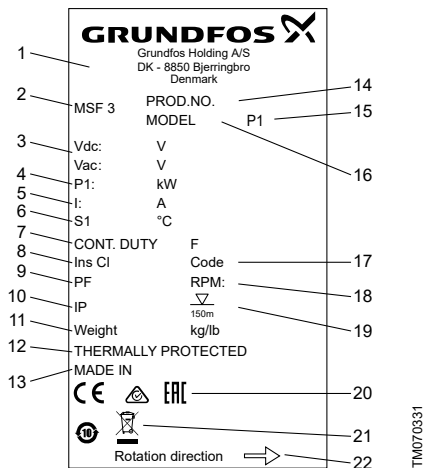 GRUNDFOS
1
Grundfos Holding A/S
DK - 8850 Bjerringbro
Denmark
2
MSF 3
PROD.NO.
14
MODEL
P1
15
16
3
Vdc: V
Vac: V
4
P1: kW
5
I: A
6
S1 °C
7
CONT. DUTY F
8
Ins Cl Code
17
9
PF RPM:
18
10
IP
150m
19
11
Weight kg/lb
12
THERMALLY PROTECTED
13
MADE IN
CE
EAC
20
10
21
Rotation direction
22
TM070331